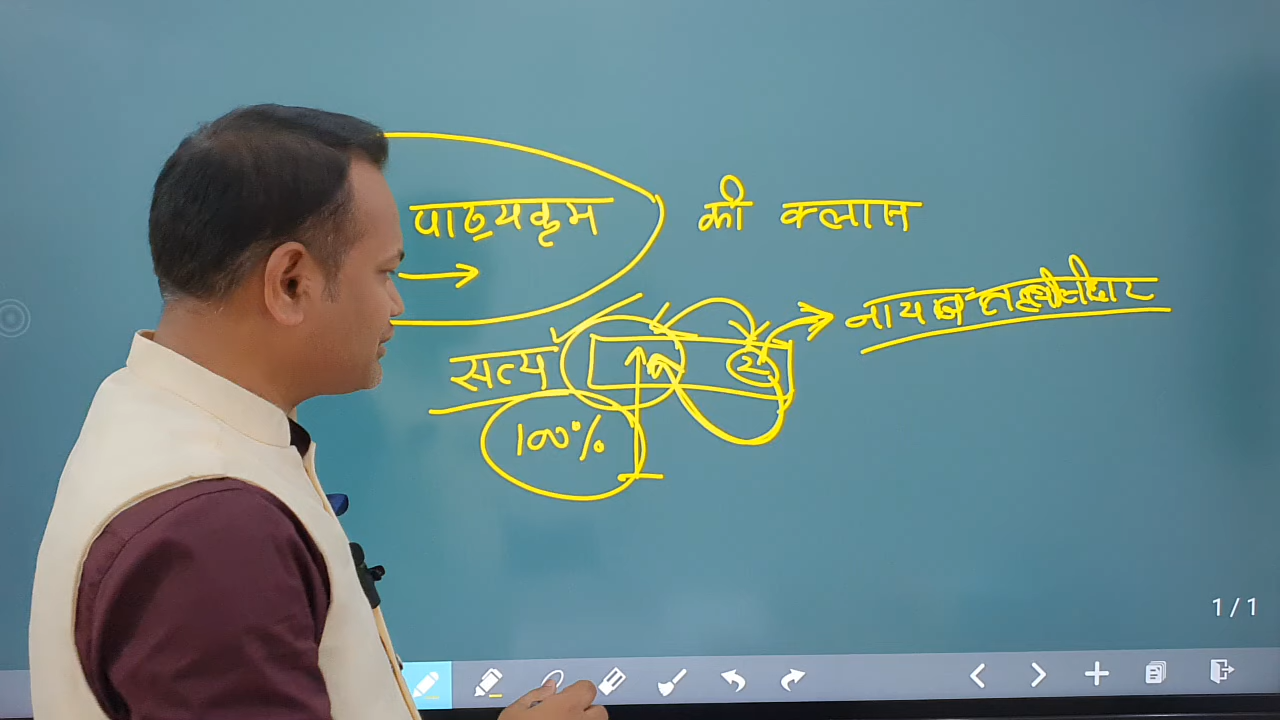 पाठ्यक्रम की क्लास
नायब तहसीलदार
सत्य
100%
1/1